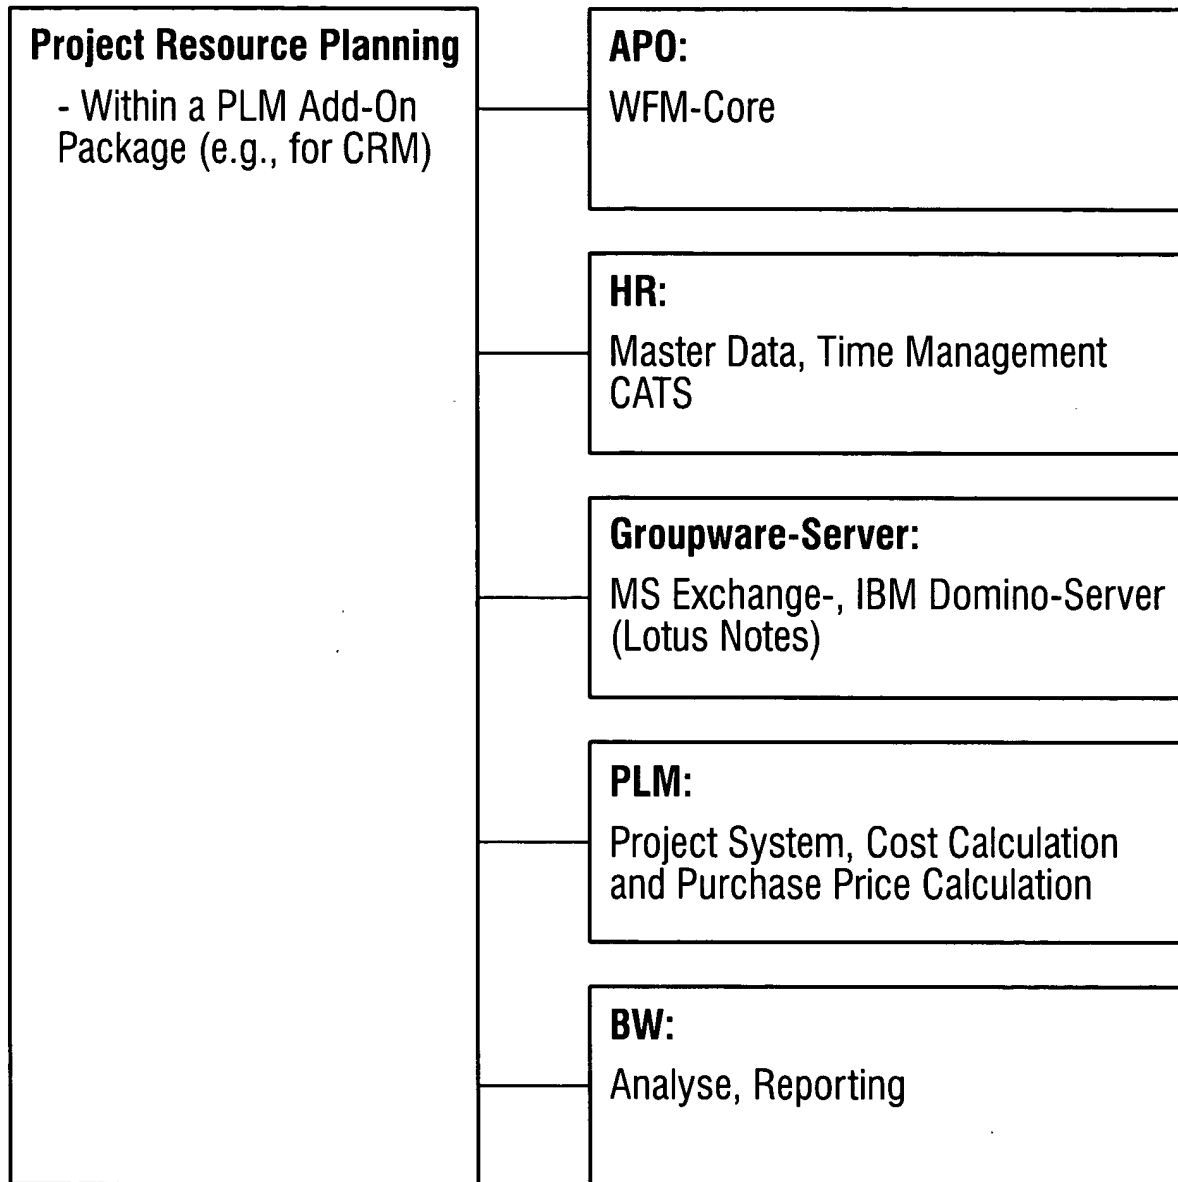 Project Resource Planning
- Within a PLM Add-On
Package (e.g., for CRM)
APO:
WFM-Core
HR:
Master Data, Time Management
CATS
Groupware-Server:
MS Exchange-, IBM Domino-Server
(Lotus Notes)
PLM:
Project System, Cost Calculation
and Purchase Price Calculation
BW:
Analyse, Reporting